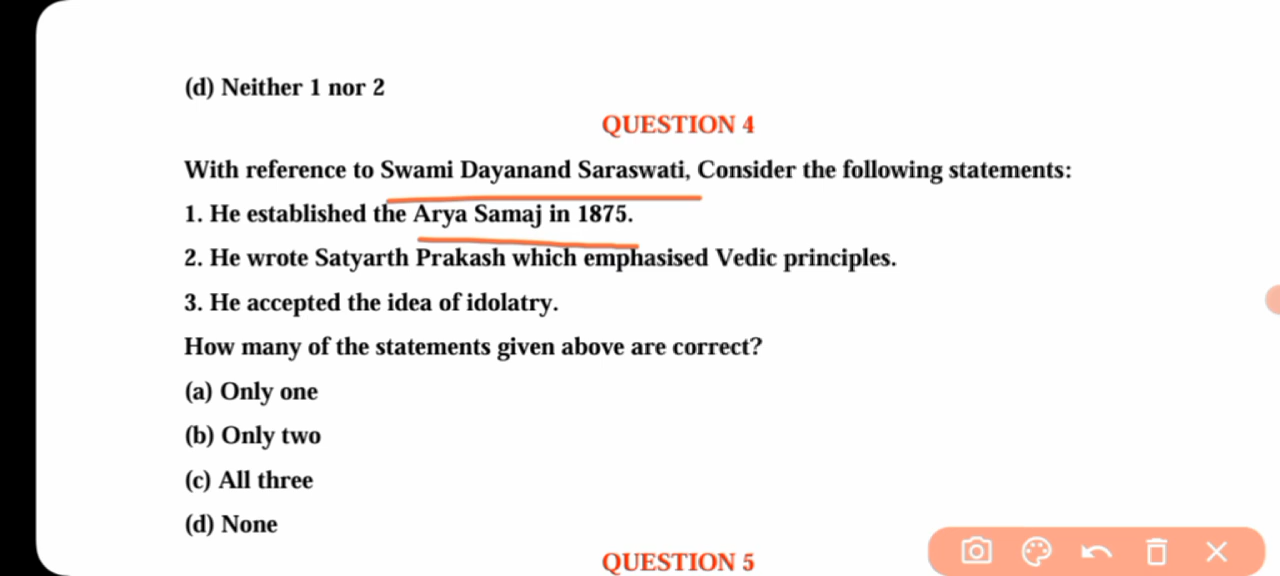 (d) Neither 1 nor 2
QUESTION 4
With reference to Swami Dayanand Saraswati, Consider the following statements:
1. He established the Arya Samaj in 1875.
2. He wrote Satyarth Prakash which emphasised Vedic principles.
3. He accepted the idea of idolatry.
How many of the statements given above are correct?
(a) Only one
(b) Only two
(c) All three
(d) None
QUESTION 5